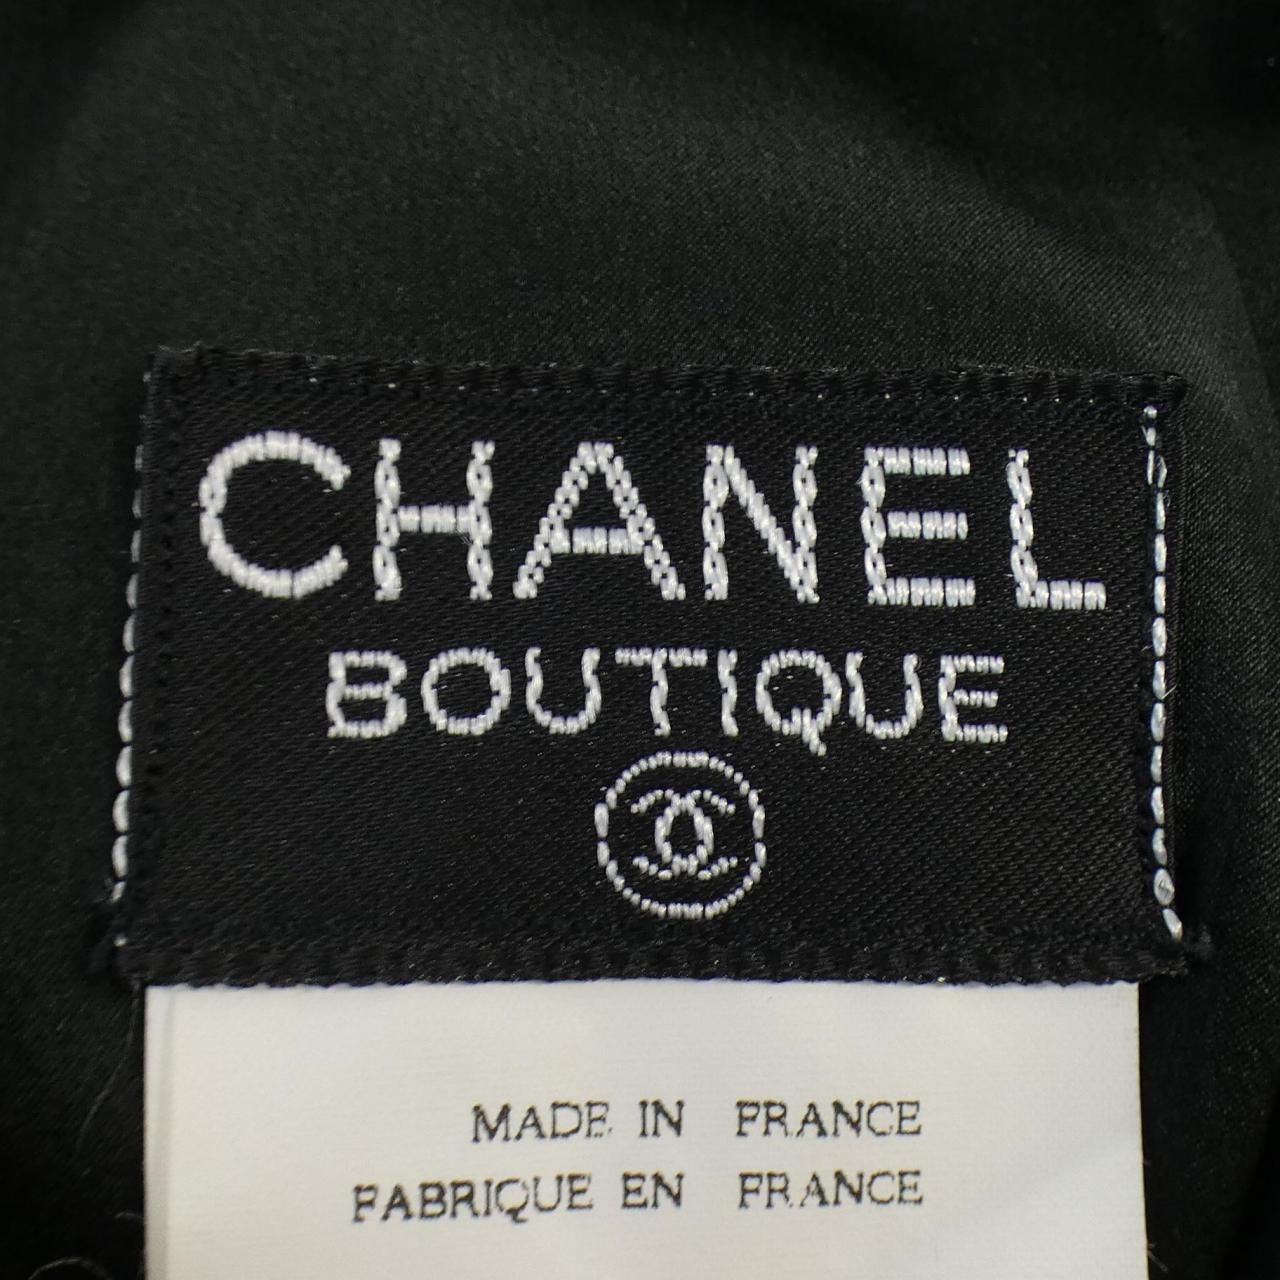 CHANEL
BOUTIQUE
MADE IN FRANCE
FABRIQUE EN FRANCE